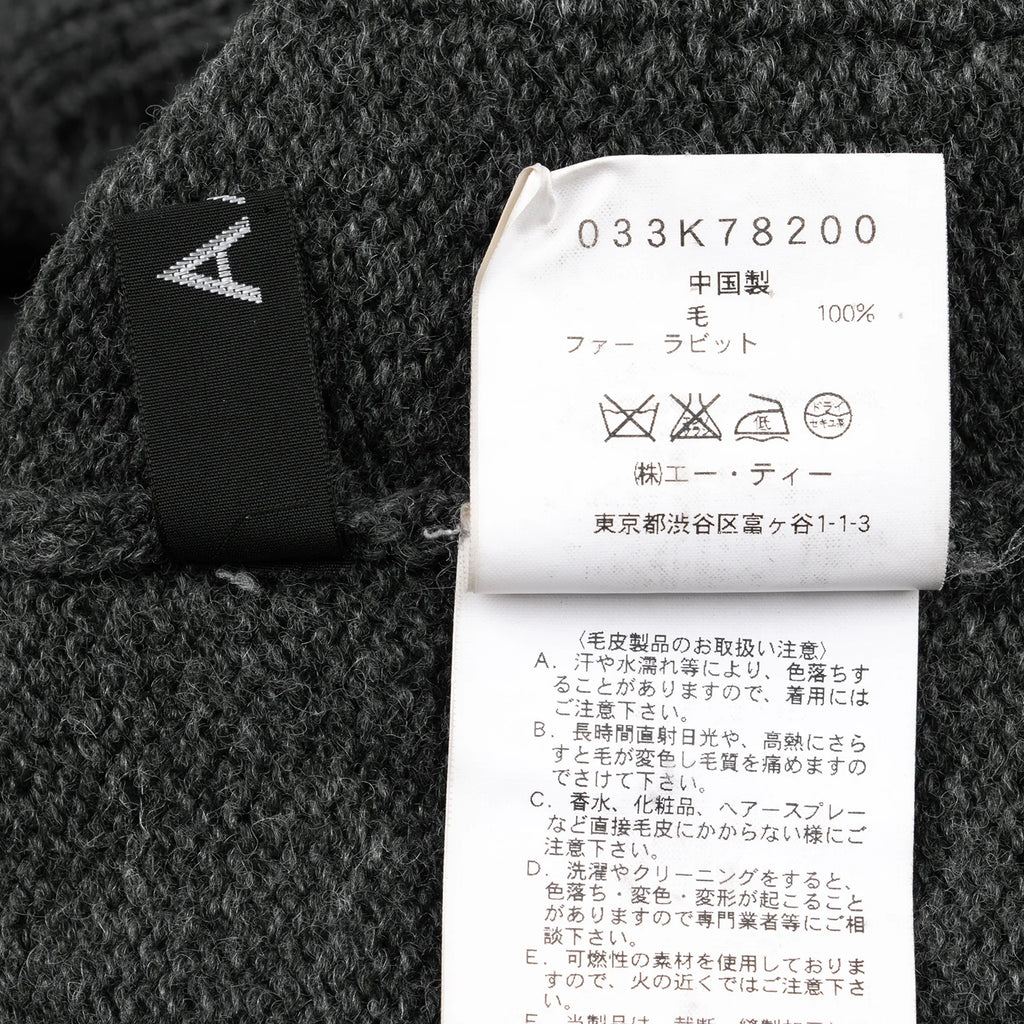 A
033K78200
中国製
毛 100%
ファー ラビット
低
ドライ
セキユ系
㈱エー・ティー
東京都渋谷区富ヶ谷1-1-3
〈毛皮製品のお取扱い注意〉
A. 汗や水濡れ等により、色落ちす
ることがありますので、着用には
ご注意下さい。
B. 長時間直射日光や、高熱にさら
すと毛が変色し毛質を痛めますの
でさけて下さい。
C. 香水、化粧品、ヘアースプレー
など直接毛皮にかからない様にご
注意下さい。
D. 洗濯やクリーニングをすると、
色落ち・変色・変形が起こること
がありますので専門業者等にご相
談下さい。
E. 可燃性の素材を使用しておりま
すので、火の近くではご注意下さ
い。
F. 当製品は、裁断、縫製加工